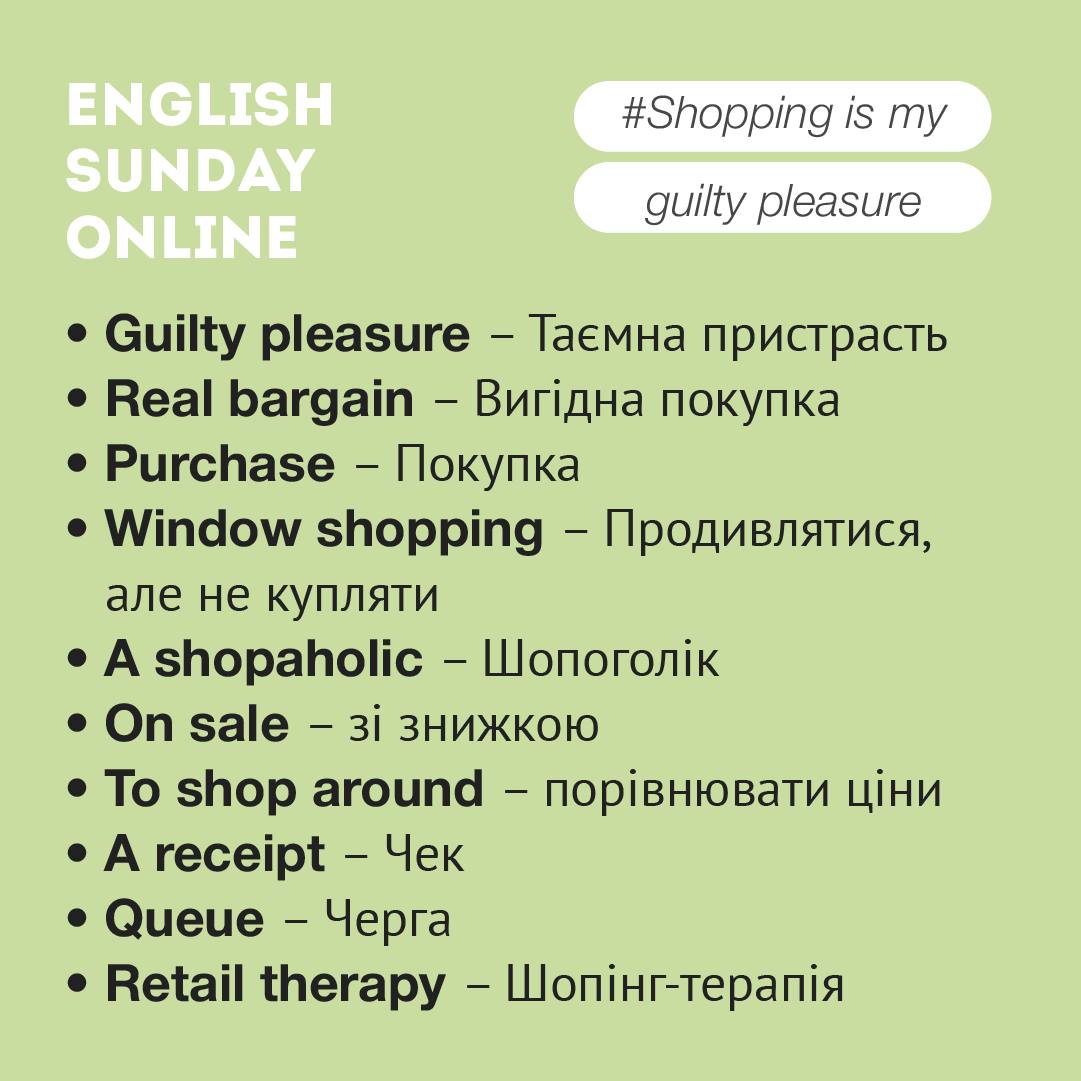 ENGLISH
SUNDAY
ONLINE
#Shopping is my
guilty pleasure
• Guilty pleasure – Таємна пристрасть
• Real bargain – Вигідна покупка
• Purchase – Покупка
• Window shopping – Продивлятися,
але не купляти
• A shopaholic – Шопоголік
• On sale – зі знижкою
• To shop around – порівнювати ціни
• A receipt – Чек
• Queue – Черга
• Retail therapy – Шопінг-терапія